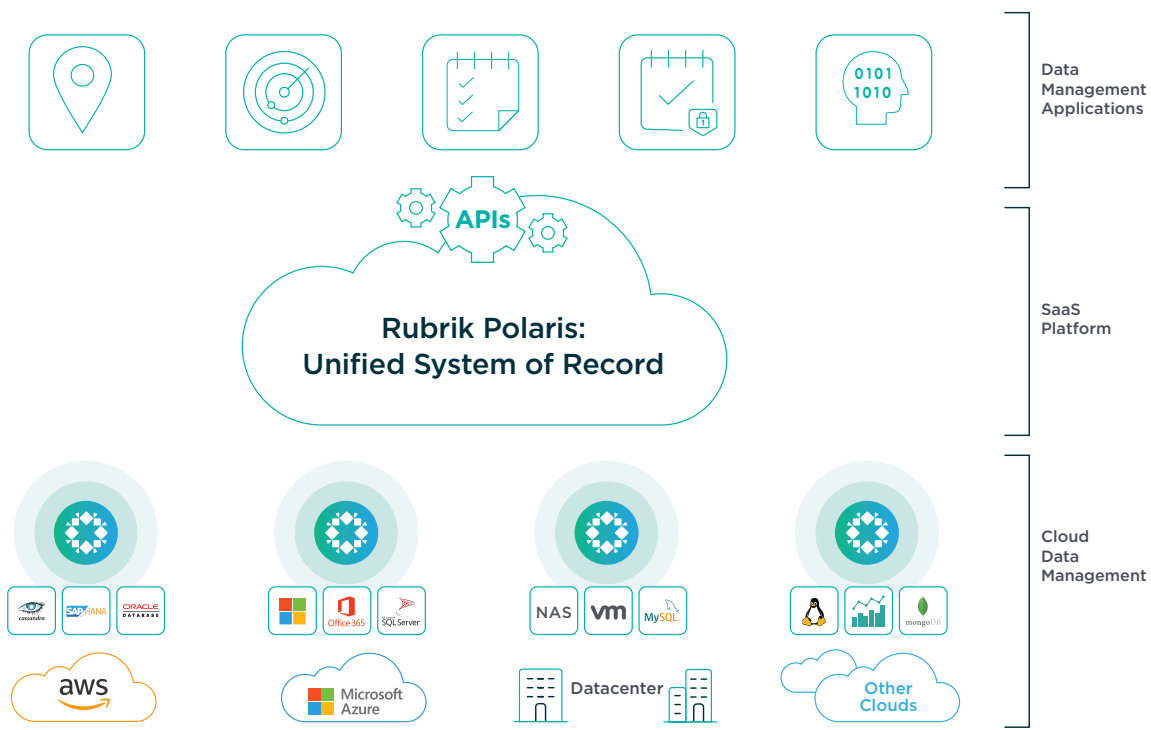 0101
1010
Data
Management
Applications
APIs
Rubrik Polaris:
Unified System of Record
SaaS
Platform
Cloud
Data
Management
cassandra
SAP HANA
ORACLE
DATABASE
Office 365
SQL Server
NAS
vm
MySQL
mongoDB
aws
Microsoft
Azure
Datacenter
Other
Clouds